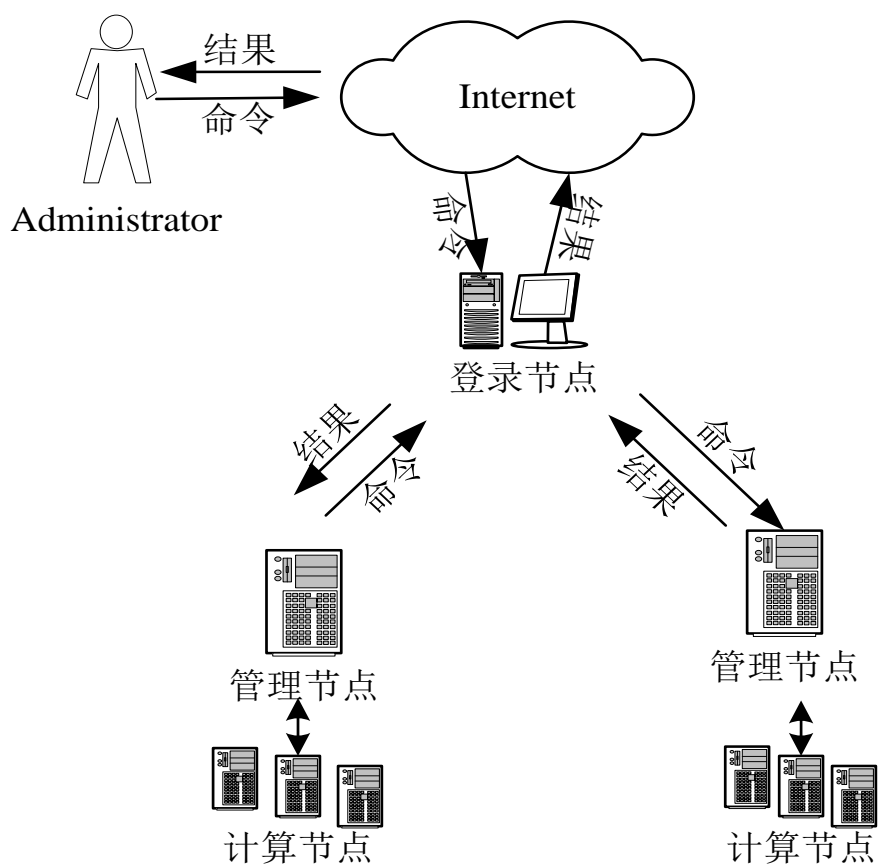 结果
Internet
命令
Administrator
命令
结果
登录节点
结果
命令
命令
结果
管理节点
管理节点
计算节点
计算节点